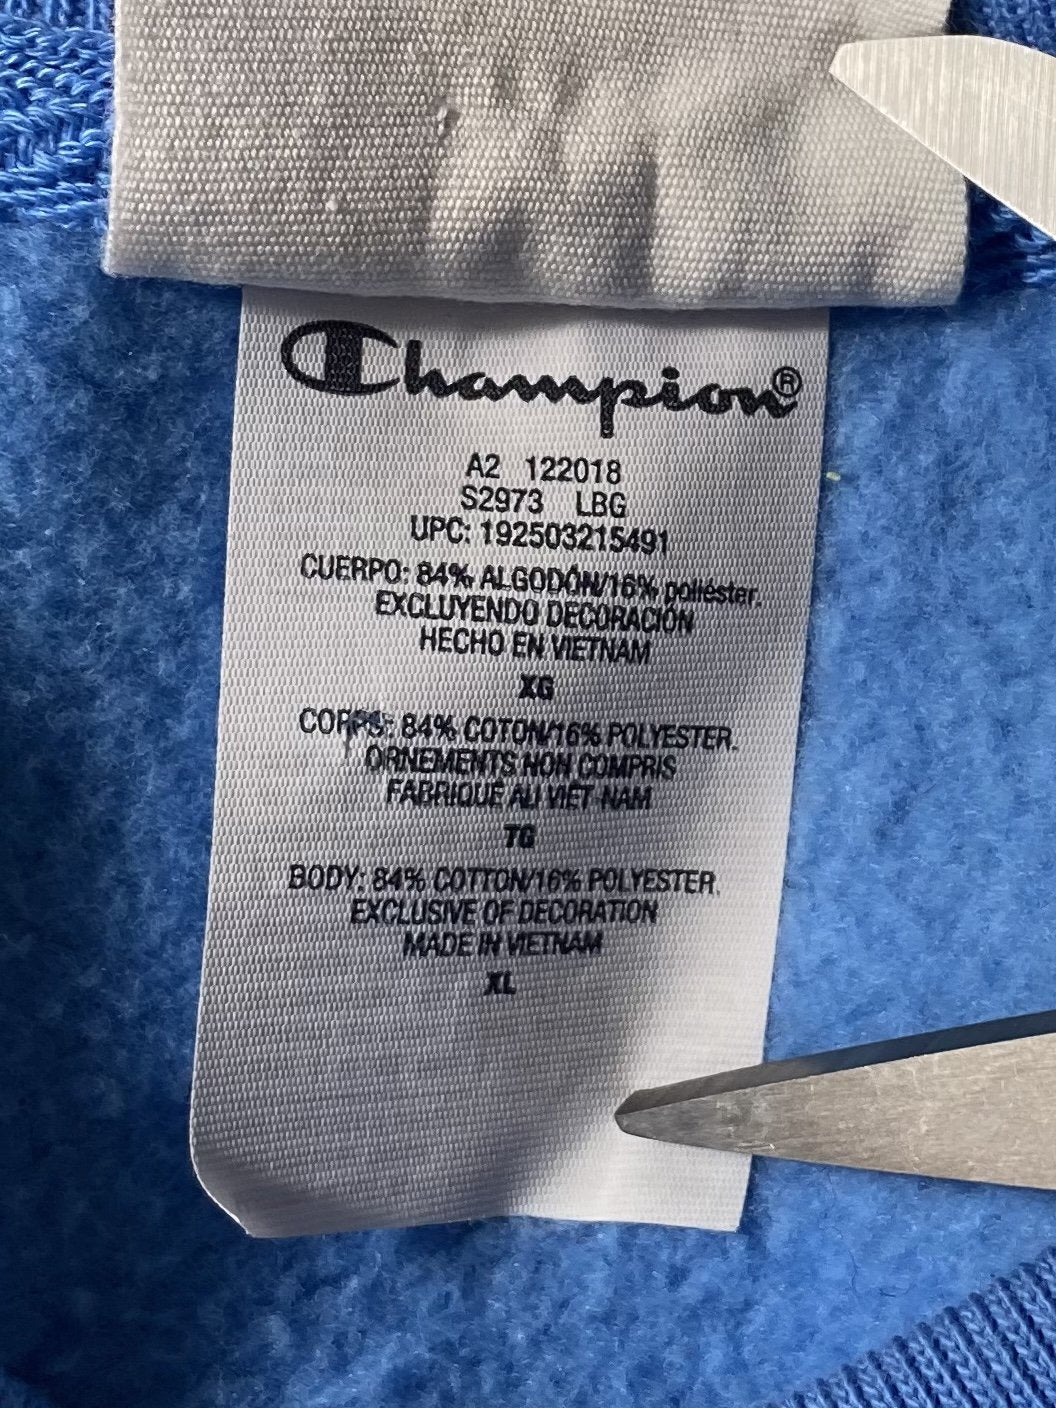 Champion®
A2 122018
S2973 LBG
UPC: 192503215491
CUERPO: 84% ALGODÓN/16% poliéster.
EXCLUYENDO DECORACIÓN
HECHO EN VIETNAM
XG
CORPS: 84% COTON/16% POLYESTER.
ORNEMENTS NON COMPRIS
FABRIQUÉ AU VIET-NAM
TG
BODY: 84% COTTON/16% POLYESTER.
EXCLUSIVE OF DECORATION
MADE IN VIETNAM
XL